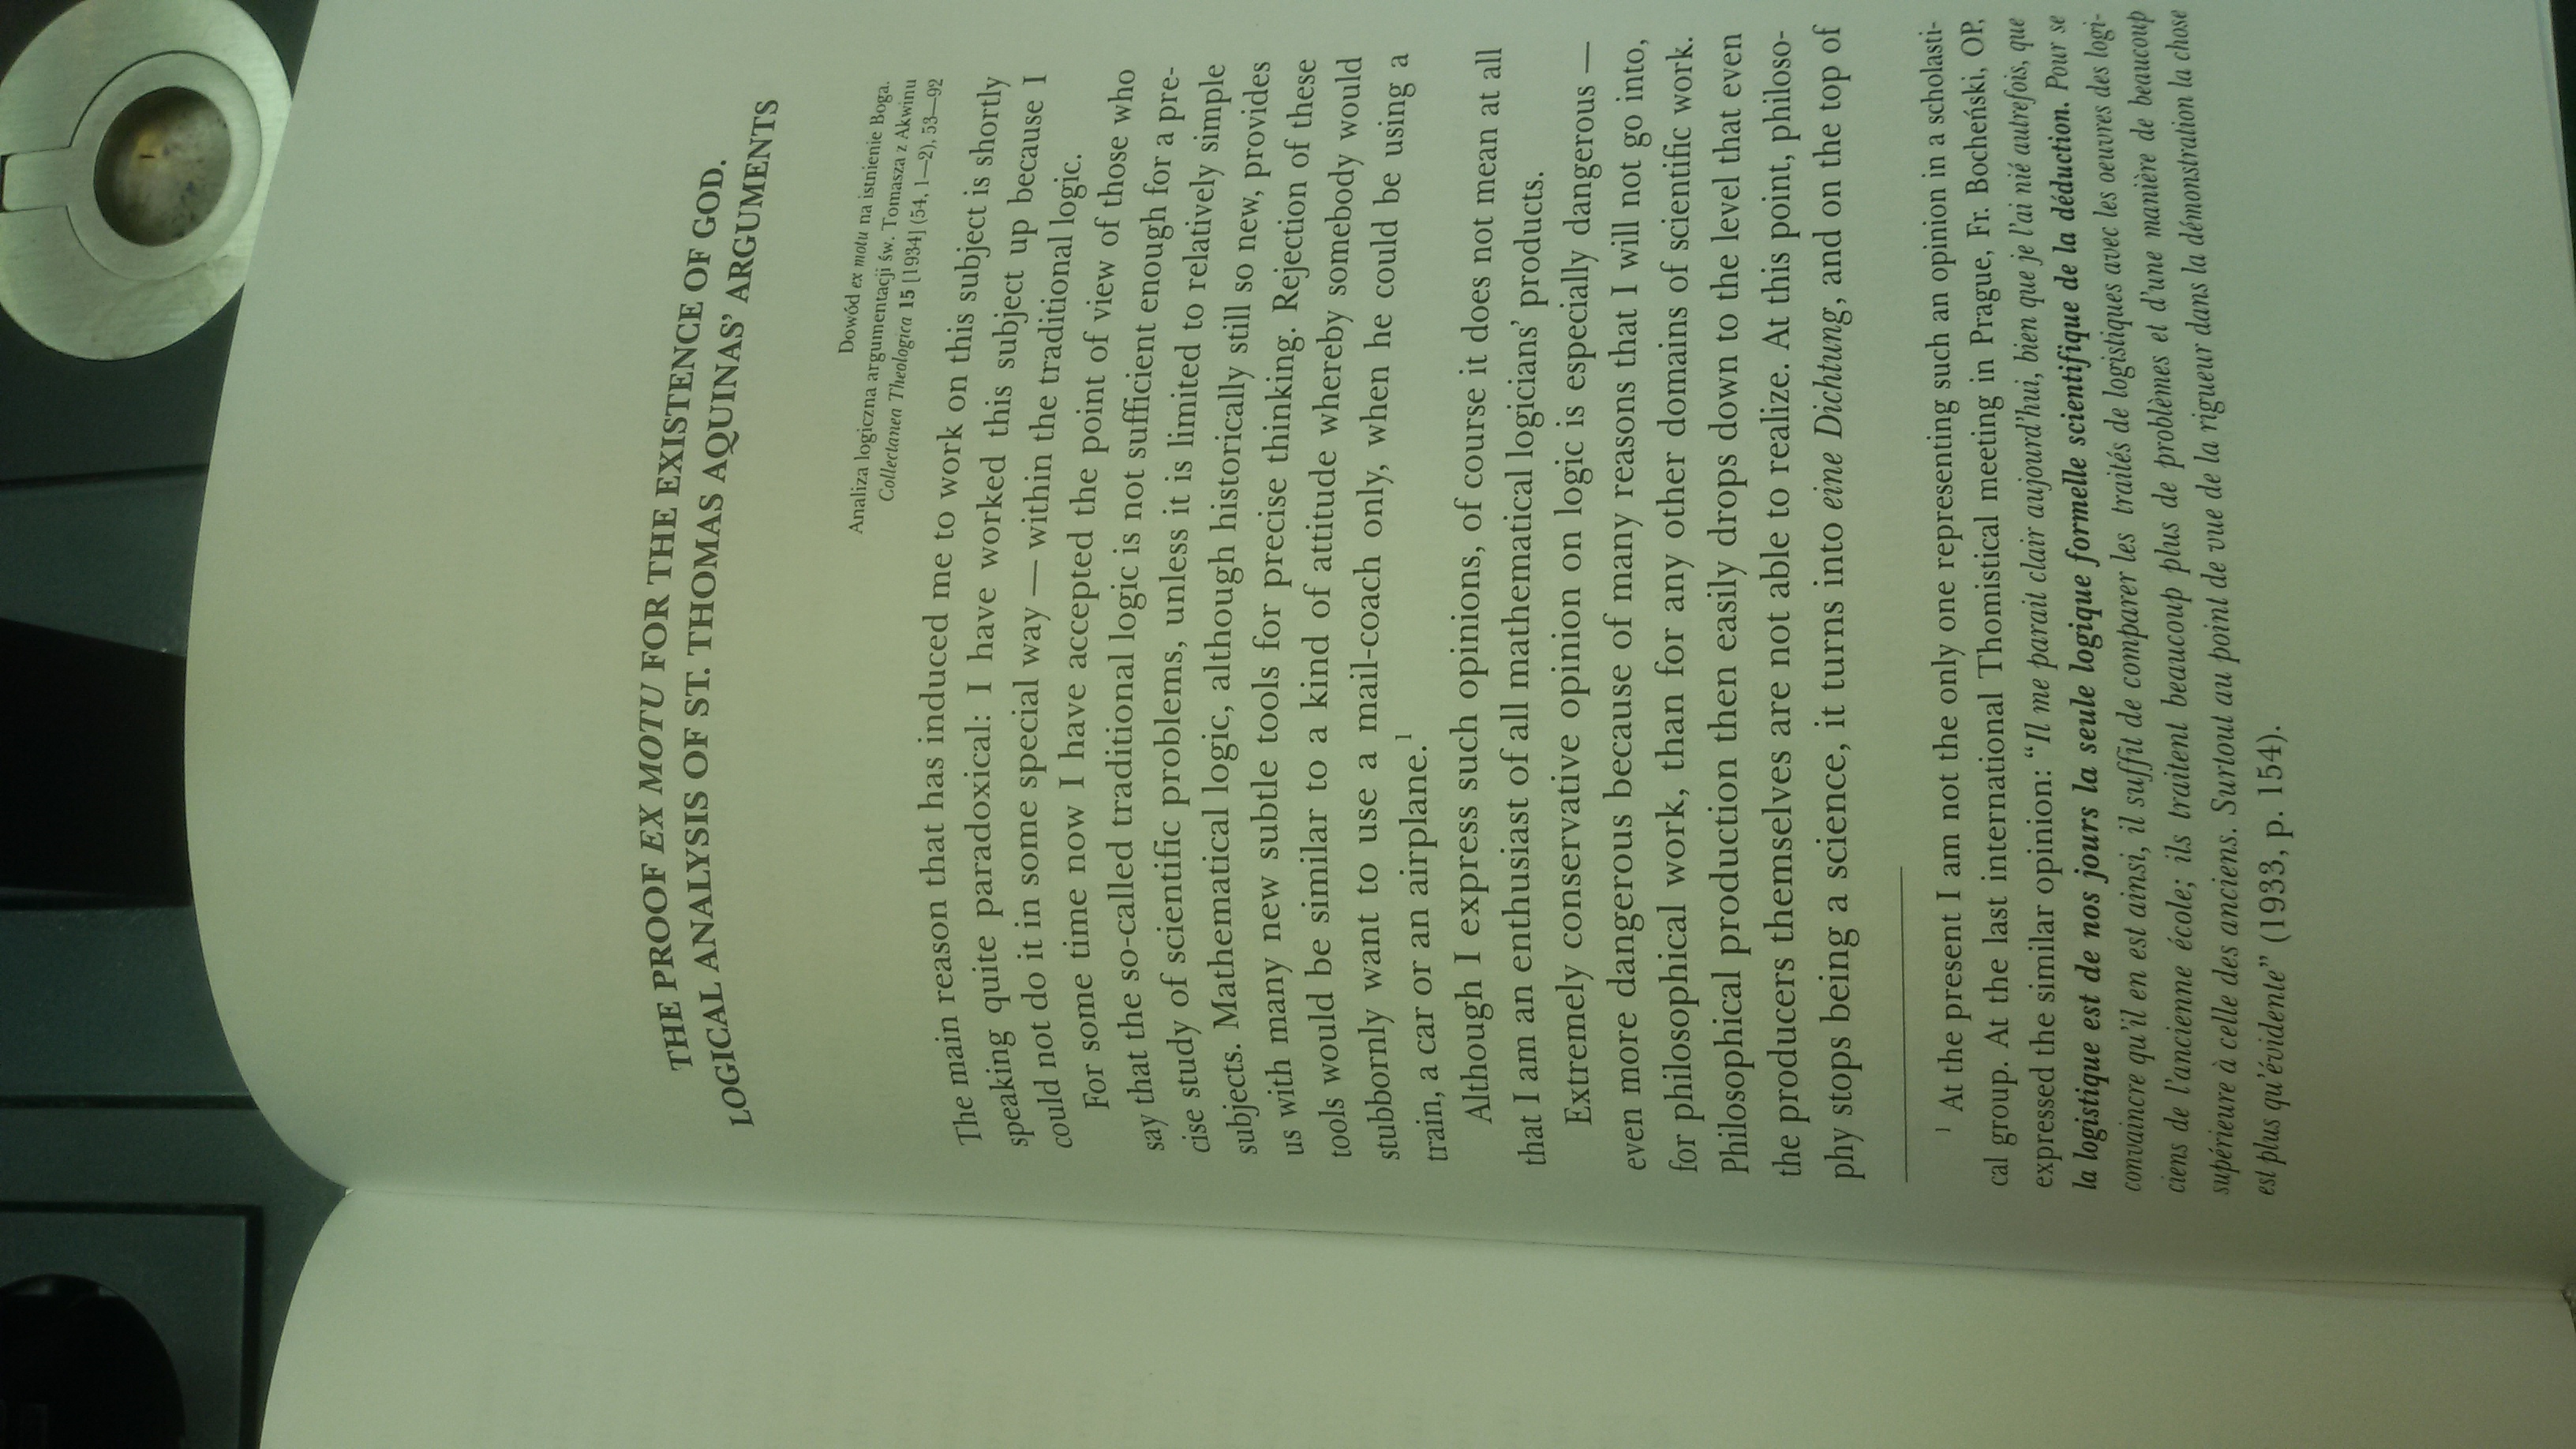 THE PROOF EX MOTU FOR THE EXISTENCE OF GOD.
LOGICAL ANALYSIS OF ST. THOMAS AQUINAS' ARGUMENTS
Dowód ex motu na istnienie Boga.
Analiza logiczna argumentacji św. Tomasza z Akwinu
Collectanea Theologica 15 [1934] (54, 1—2), 53—92
The main reason that has induced me to work on this subject is shortly
speaking quite paradoxical: I have worked this subject up because I
could not do it in some special way — within the traditional logic.
For some time now I have accepted the point of view of those who
say that the so-called traditional logic is not sufficient enough for a pre-
cise study of scientific problems, unless it is limited to relatively simple
subjects. Mathematical logic, although historically still so new, provides
us with many new subtle tools for precise thinking. Rejection of these
tools would be similar to a kind of attitude whereby somebody would
stubbornly want to use a mail-coach only, when he could be using a
train, a car or an airplane.1
Although I express such opinions, of course it does not mean at all
that I am an enthusiast of all mathematical logicians' products.
Extremely conservative opinion on logic is especially dangerous —
even more dangerous because of many reasons that I will not go into,
for philosophical work, than for any other domains of scientific work.
Philosophical production then easily drops down to the level that even
the producers themselves are not able to realize. At this point, philoso-
phy stops being a science, it turns into eine Dichtung, and on the top of
1 At the present I am not the only one representing such an opinion in a scholasti-
cal group. At the last international Thomistical meeting in Prague, Fr. Bocheński, OP,
expressed the similar opinion: “Il me parait clair aujourd'hui, bien que je l'ai nié autrefois, que
la logistique est de nos jours la seule logique formelle scientifique de la déduction. Pour se
convaincre qu'il en est ainsi, il suffit de comparer les traités de logistiques avec les oeuvres des logi-
ciens de l'ancienne école; ils traitent beaucoup plus de problèmes et d'une manière de beaucoup
supérieure à celle des anciens. Surtout au point de vue de la rigueur dans la démonstration la chose
est plus qu'évidente” (1933, p. 154).